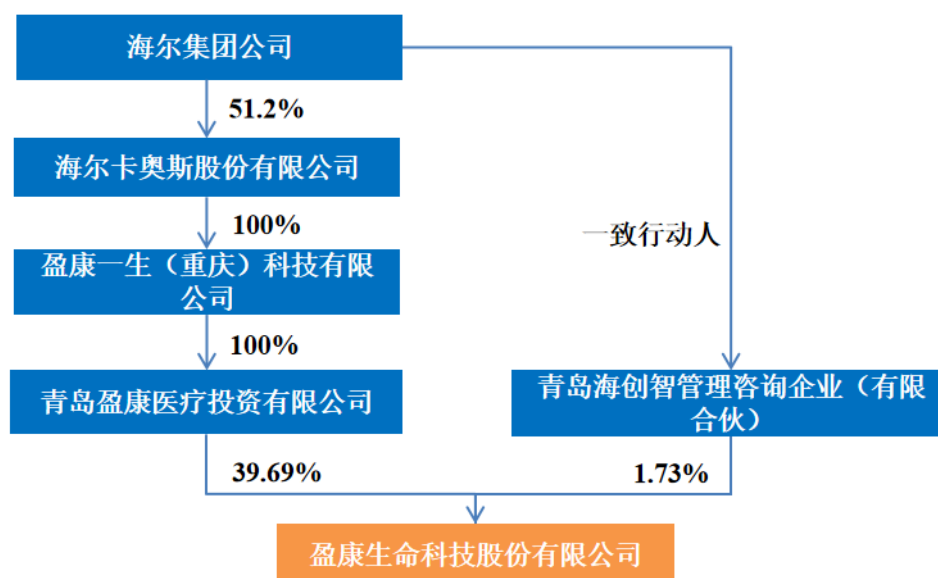 海尔集团公司
51.2%
海尔卡奥斯股份有限公司
100%
一致行动人
盈康一生（重庆）科技有限
公司
100%
青岛盈康医疗投资有限公司
青岛海创智管理咨询企业（有限
合伙）
39.69%
1.73%
盈康生命科技股份有限公司